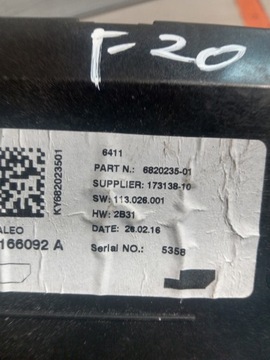 F-20
6411
PART N.: 6820235-01
SUPPLIER: 173138-10
SW: 113.026.001
HW: 2B31
DATE: 26.02.16
Serial NO.: 5358
KY682023501
ALEO
166092 A